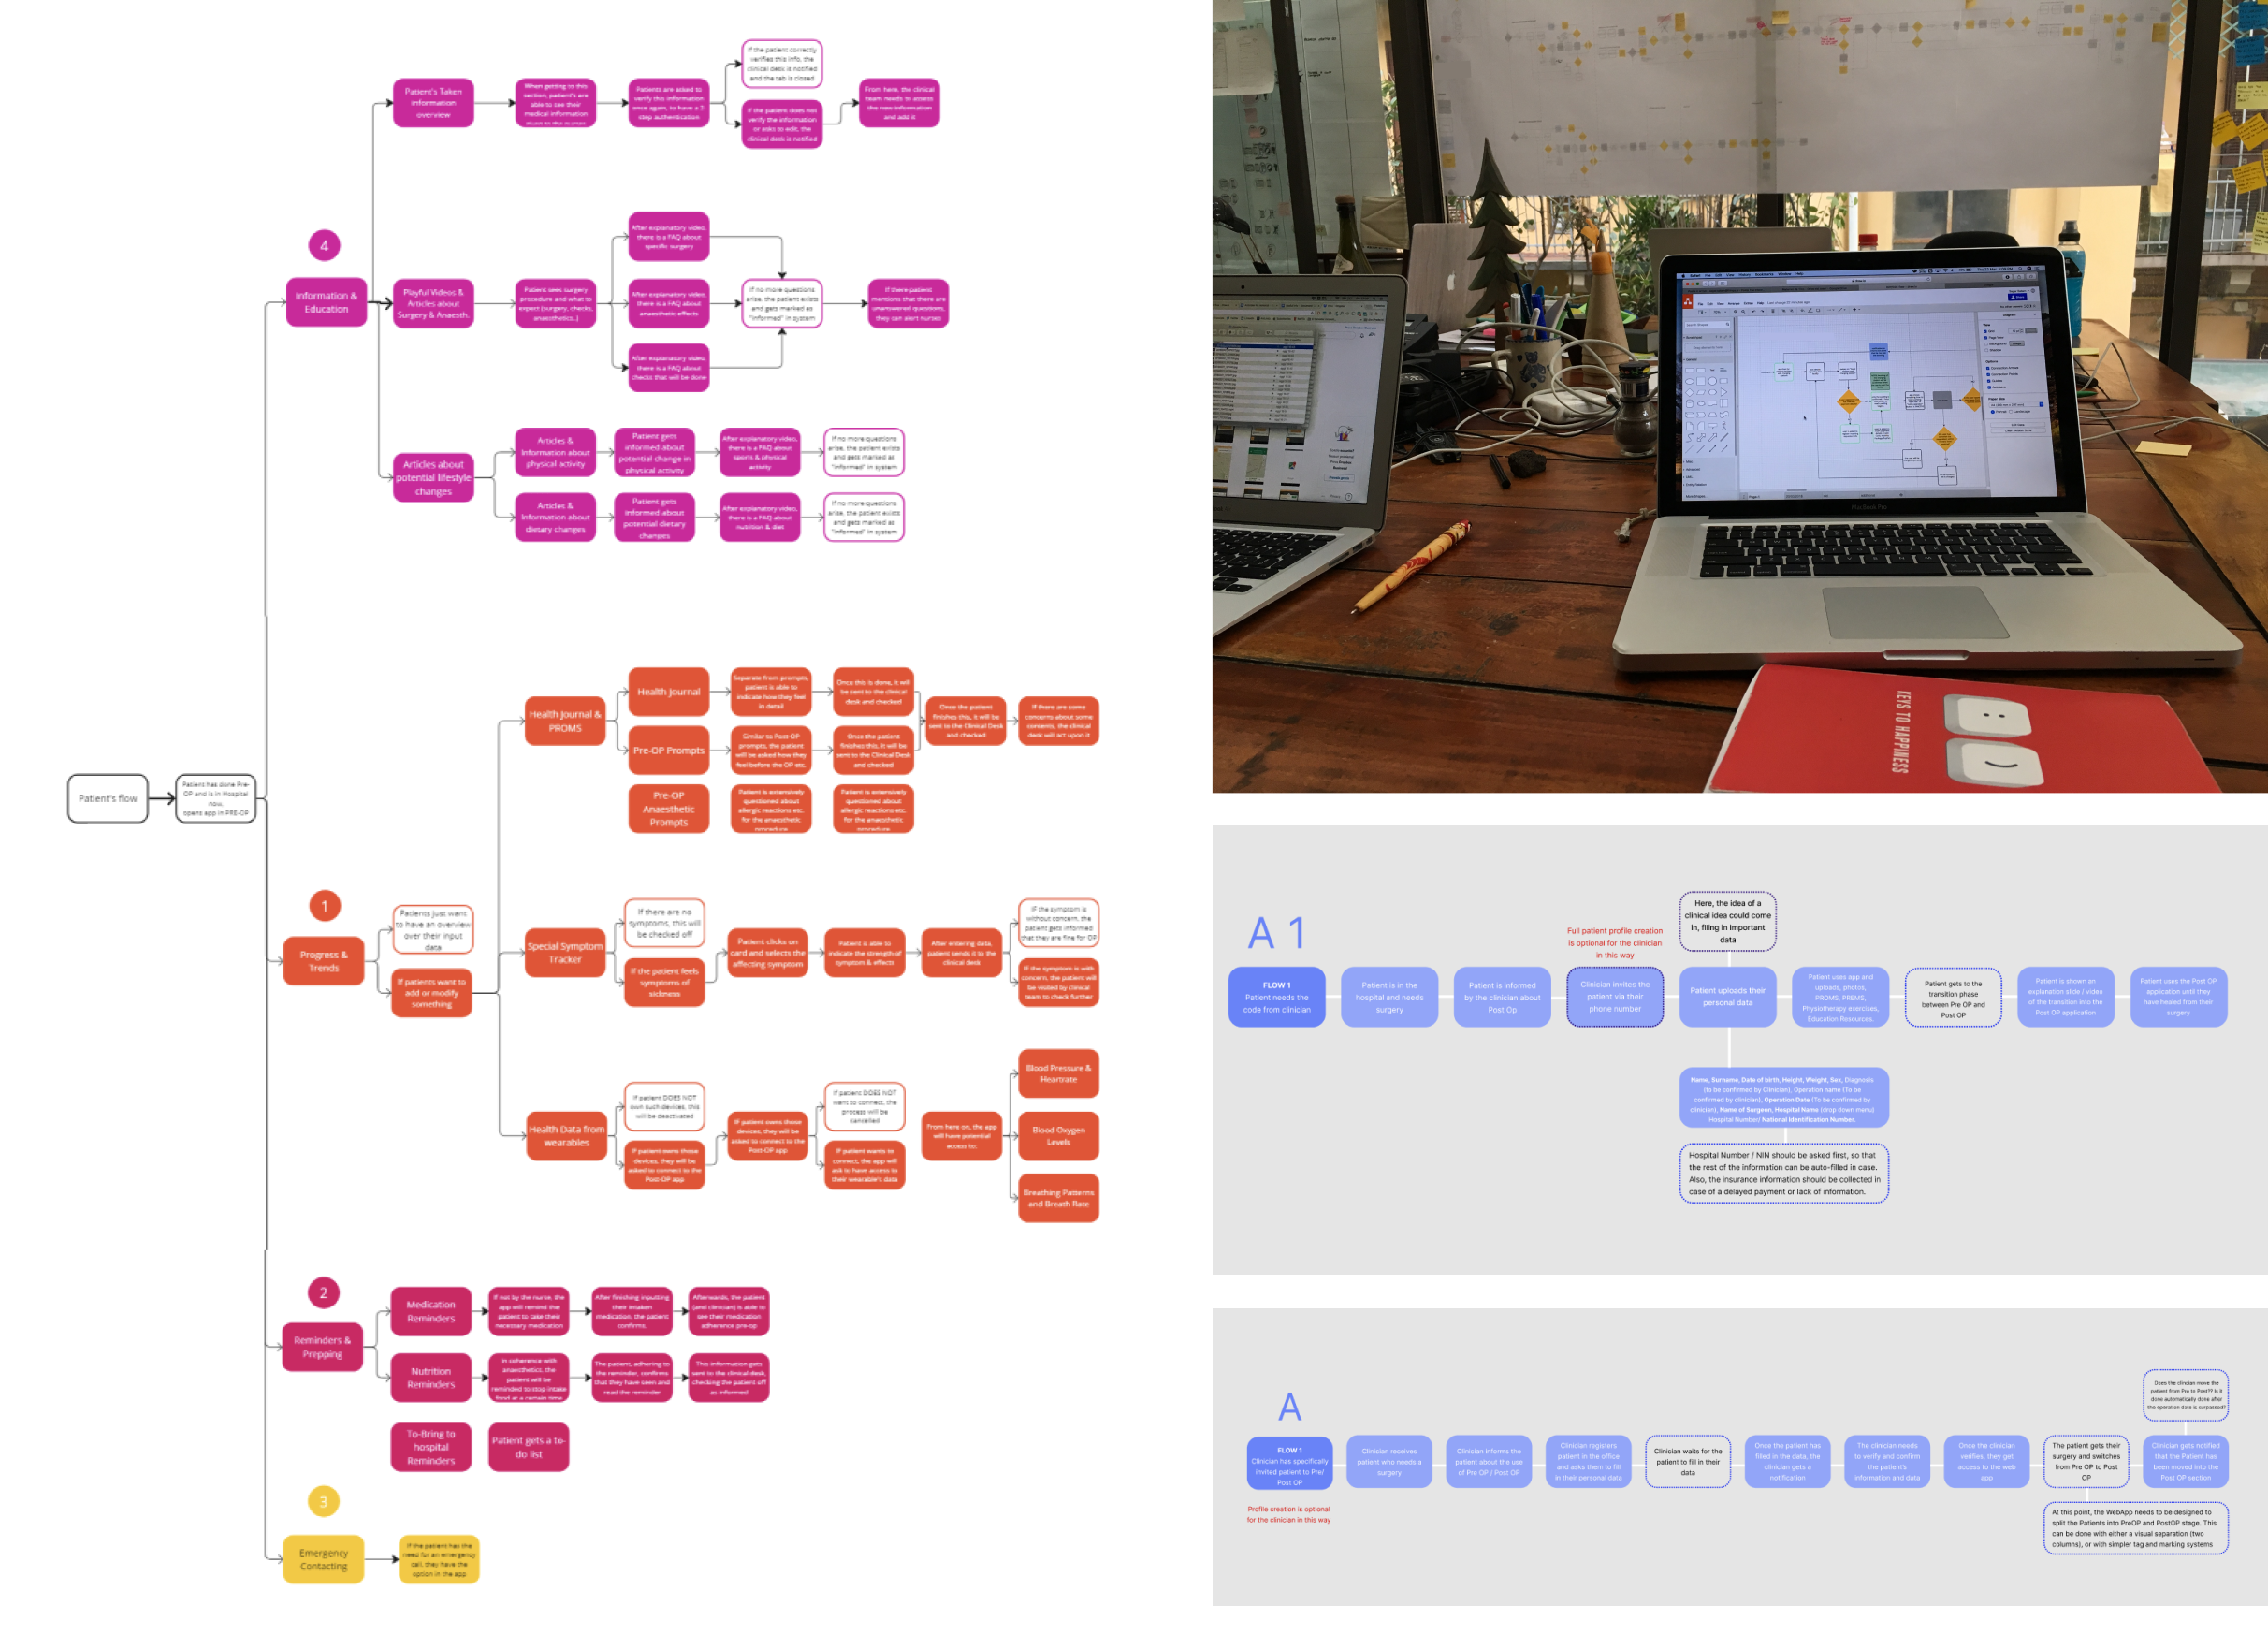 If the patient correctly
verifies this info, the
clinical desk is notified
and the tab is closed
Patient's Taken
information
overview
When getting to this
section, patient's are
able to see their
medical information
given to the nurses
Patients are asked to
verify this information
once again, to have a 2-
step authentication
If the patient does not
verify the information
or asks to edit, the
clinical desk is notified
From here, the clinical
team needs to assess
the new information
and add it
4
Information &
Education
Playful Videos &
Articles about
Surgery & Anaesth.
Patient sees surgery
procedure and what to
expect (surgery, checks,
anaesthetics..)
After explanatory video,
there is a FAQ about
specific surgery
After explanatory video,
there is a FAQ about
anaesthetic effects
After explanatory video,
there is a FAQ about
checks that will be done
If no more questions
arise, the patient exists
and gets marked as
"informed" in system
If there patient
mentions that there are
unanswered questions,
they can alert nurses
Articles about
potential lifestyle
changes
Articles &
Information about
physical activity
Patient gets
informed about
potential change in
physical activity
After explanatory video,
there is a FAQ about
sports & physical
activity
If no more questions
arise, the patient exists
and gets marked as
"informed" in system
Articles &
Information about
dietary changes
Patient gets
informed about
potential dietary
changes
After explanatory video,
there is a FAQ about
nutrition & diet
If no more questions
arise, the patient exists
and gets marked as
"informed" in system
Patient's flow
Patient has done Pre-
OP and is in Hospital
now,
opens app in PRE-OP
1
Progress &
Trends
Patients just want
to have an overview
over their input
data
If patients want to
add or modify
something
Health Journal &
PROMS
Health Journal
Separate from prompts,
patient is able to
indicate how they feel
in detail
Once this is done, it will
be sent to the clinical
desk and checked
Pre-OP Prompts
Similar to Post-OP
prompts, the patient
will be asked how they
feel before the OP etc.
Once the patient
finishes this, it will be
sent to the Clinical Desk
and checked
Once the patient
finishes this, it will be
sent to the Clinical Desk
and checked
If there are some
concerns about some
contents, the clinical
desk will act upon it
Pre-OP
Anaesthetic
Prompts
Patient is extensively
questioned about
allergic reactions etc.
for the anaesthetic
procedure
Patient is extensively
questioned about
allergic reactions etc.
for the anaesthetic
procedure
Special Symptom
Tracker
If there are no
symptoms, this will
be checked off
If the patient feels
symptoms of
sickness
Patient clicks on
card and selects the
affecting symptom
Patient is able to
indicate the strength of
symptom & effects
After entering data,
patient sends it to the
clinical desk
IF the symptom is
without concern, the
patient gets informed
that they are fine for OP
IF the symptom is with
concern, the patient will
be visited by clinical
team to check further
Health Data from
wearables
If patient DOES NOT
own such devices, this
will be deactivated
If patient owns those
devices, they will be
asked to connect to the
Post-OP app
If patient owns those
devices, they will be
asked to connect to the
Post-OP app
If patient DOES NOT
want to connect, the
process will be
cancelled
If patient wants to
connect, the app will
ask to have access to
their wearable's data
From here on, the app
will have potential
access to:
Blood Pressure &
Heartrate
Blood Oxygen
Levels
Breathing Patterns
and Breath Rate
2
Reminders &
Prepping
Medication
Reminders
If not by the nurse, the
app will remind the
patient to take their
necessary medication
After finishing inputting
their intaken
medication, the patient
confirms.
Afterwards, the patient
(and clinician) is able to
see their medication
adherence pre-op
Nutrition
Reminders
In coherence with
anaesthetics, the
patient will be
reminded to stop intake
food at a remain time
The patient, adhering to
the reminder, confirms
that they have seen and
read the reminder
This information gets
sent to the clinical desk,
checking the patient off
as informed
To-Bring to
hospital
Reminders
Patient gets a to-
do list
3
Emergency
Contacting
If the patient has the
need for an emergency
call, they have the
option in the app
MacBook Pro
KEYS TO HAPPINESS
A 1
Full patient profile creation
is optional for the clinician
in this way
Here, the idea of a
clinical idea could come
in, filing in important
data
FLOW 1
Patient needs the
code from clinician
Patient is in the
hospital and needs
surgery
Patient is informed
by the clinician about
Post Op
Clinician invites the
patient via their
phone number
Patient uploads their
personal data
Patient uses app and
uploads, photos,
PROMS, PREMS,
Physiotherapy exercises,
Education Resources.
Patient gets to the
transition phase
between Pre OP and
Post OP
Patient is shown an
explanation slide / video
of the transition into the
Post OP application
Patient uses the Post OP
application until they
have healed from their
surgery
Name, Surname, Date of birth, Height, Weight, Sex, Diagnosis
(to be confirmed by Clinician), Operation name (To be
confirmed by clinician), Operation Date (To be confirmed by
clinician), Name of Surgeon, Hospital Name (drop down menu)
Hospital Number/ National Identification Number.
Hospital Number / NIN should be asked first, so that
the rest of the information can be auto-filled in case.
Also, the insurance information should be collected in
case of a delayed payment or lack of information.
A
Does the clinician move the
patient from Pre to Post?? Is it
done automatically done after
the operation date is surpassed?
FLOW 1
Clinician has specifically
invited patient to Pre/
Post OP
Clinician receives
patient who needs a
surgery
Clinician informs the
patient about the use
of Pre OP / Post OP
Clinician registers
patient in the office
and asks them to fill
in their personal data
Clinician waits for the
patient to fill in their
data
Once the patient has
filled in the data, the
clinician gets a
notification
The clinician needs
to verify and confirm
the patient's
information and data
Once the clinician
verifies, they get
access to the web
app
The patient gets their
surgery and switches
from Pre OP to Post
OP
Clinician gets notified
that the Patient has
been moved into the
Post OP section
Profile creation is optional
for the clinician in this way
At this point, the WebApp needs to be designed to
split the Patients into PreOP and PostOP stage. This
can be done with either a visual separation (two
columns), or with simpler tag and marking systems